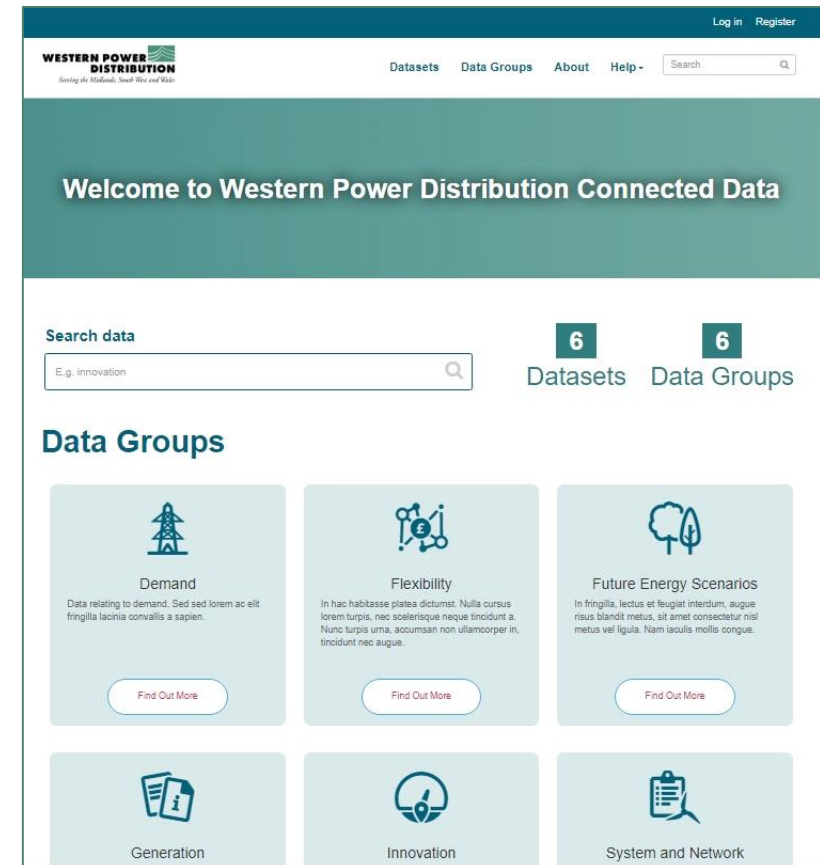 Log in Register
WESTERN POWER
DISTRIBUTION
Serving the Midlands, South West and Wales
Datasets Data Groups About Help Search
Welcome to Western Power Distribution Connected Data
Search data
E.g. innovation
6
Datasets
6
Data Groups
Data Groups
Demand
Data relating to demand. Sed sed lorem ac elit
fringilla lacinia convallis a sapien.
Find Out More
Flexibility
In hac habitasse platea dictumst. Nulla cursus
lorem turpis, nec scelerisque neque tincidunt a.
Nunc turpis urna, accumsan non ullamcorper in,
tincidunt nec augue.
Find Out More
Future Energy Scenarios
In fringilla, lectus et feugiat interdum, augue
risus blandit metus, sit amet consectetur nisl
metus vel ligula. Nam iaculis mollis congue.
Find Out More
Generation
Innovation
System and Network